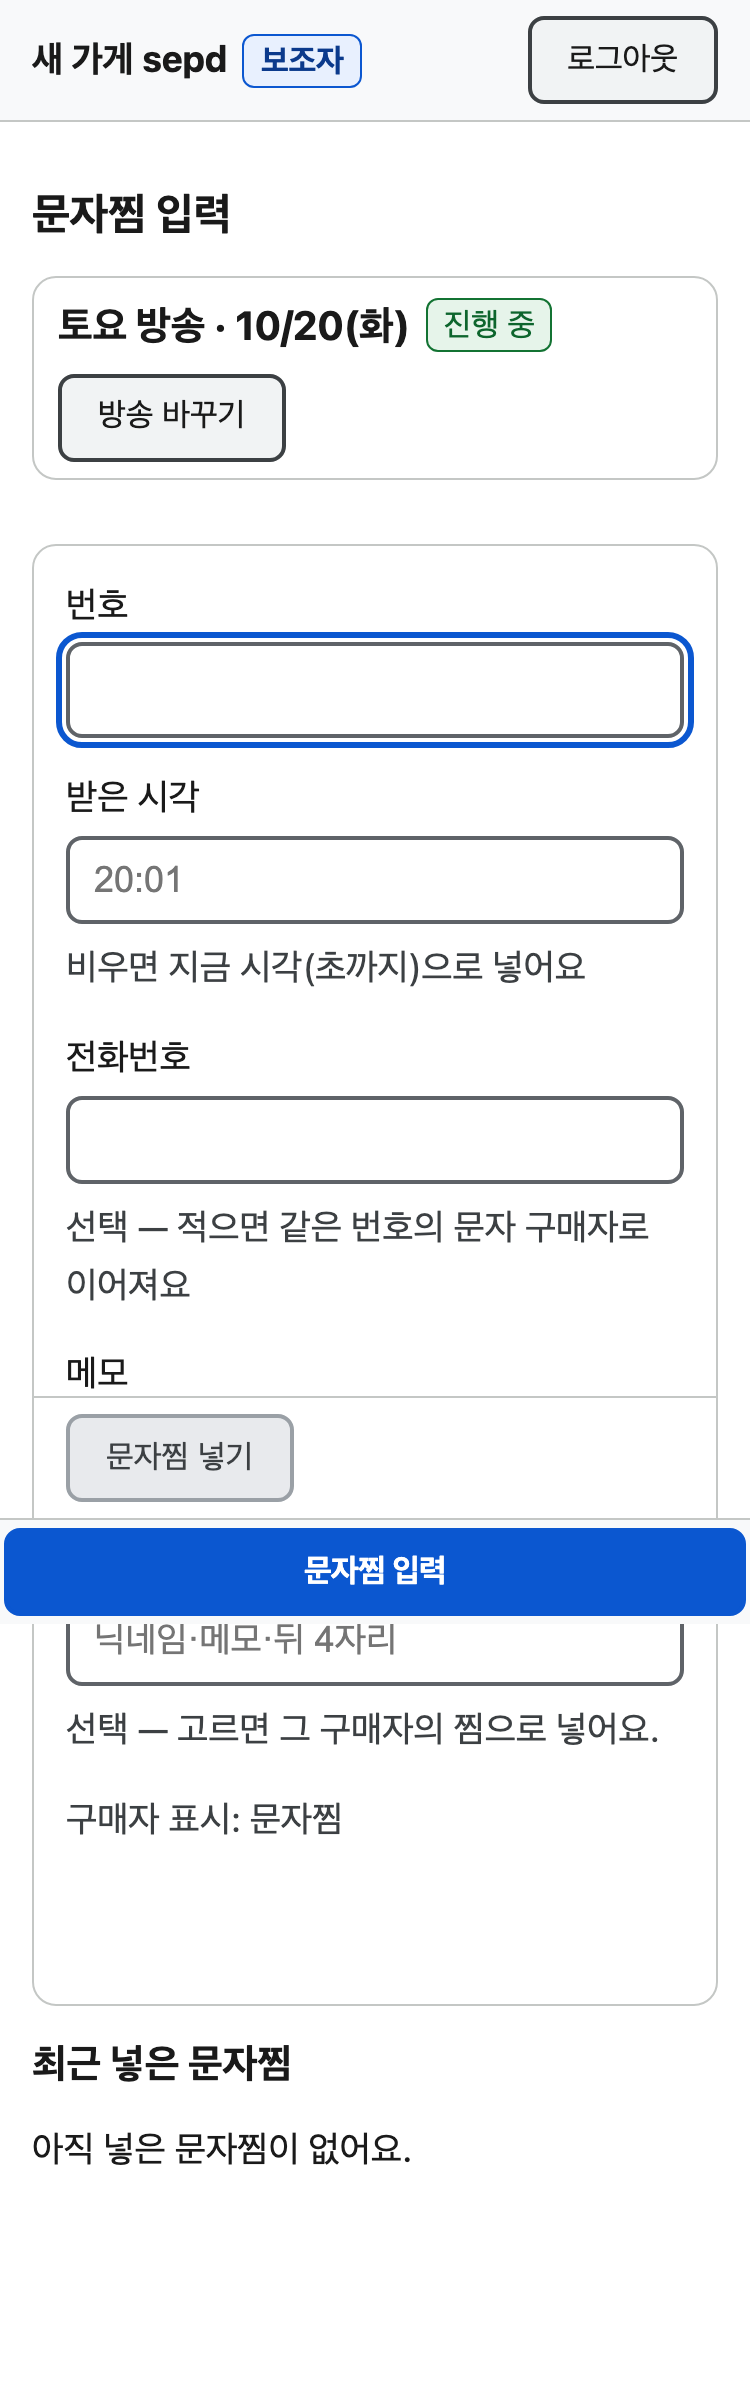 새 가게 sepd 보조자 로그아웃
문자찜 입력
토요 방송 · 10/20(화) 진행 중
방송 바꾸기
번호
받은 시각
20:01
비우면 지금 시각(초까지)으로 넣어요
전화번호
선택 — 적으면 같은 번호의 문자 구매자로
이어져요
메모
문자찜 넣기
문자찜 입력
닉네임·메모·뒤 4자리
선택 — 고르면 그 구매자의 찜으로 넣어요.
구매자 표시: 문자찜
최근 넣은 문자찜
아직 넣은 문자찜이 없어요.